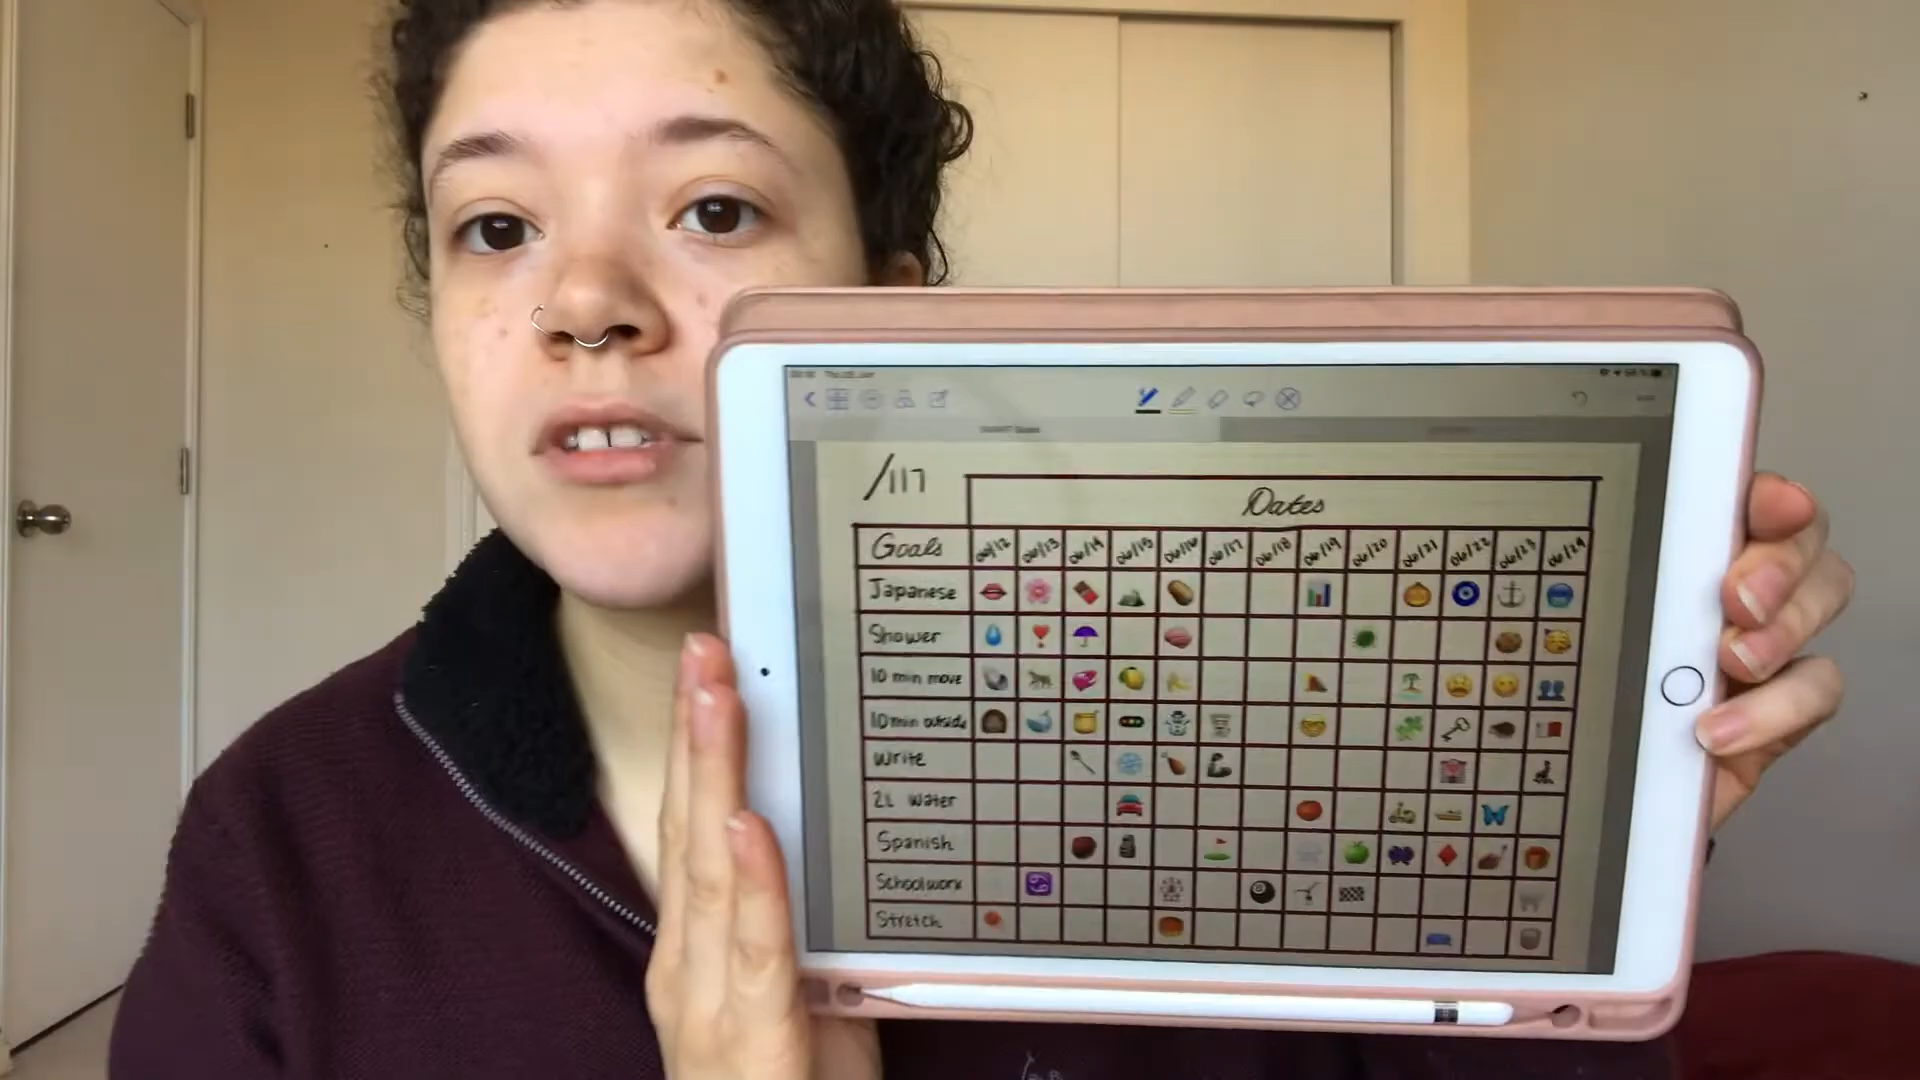 /117
Dates
Goals 06/12 06/13 06/14 06/15 06/16 06/17 06/18 06/19 06/20 06/21 06/22 06/23 06/24
Japanese
Shower
10 min move
10 min outside
Write
2L water
Spanish
Schoolwork
Stretch